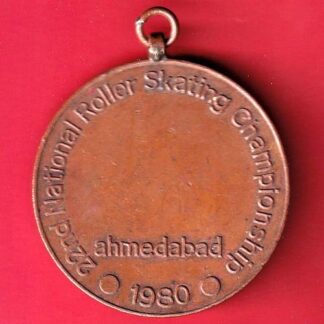 22nd National Roller Skating Championship
ahmedabad
1980